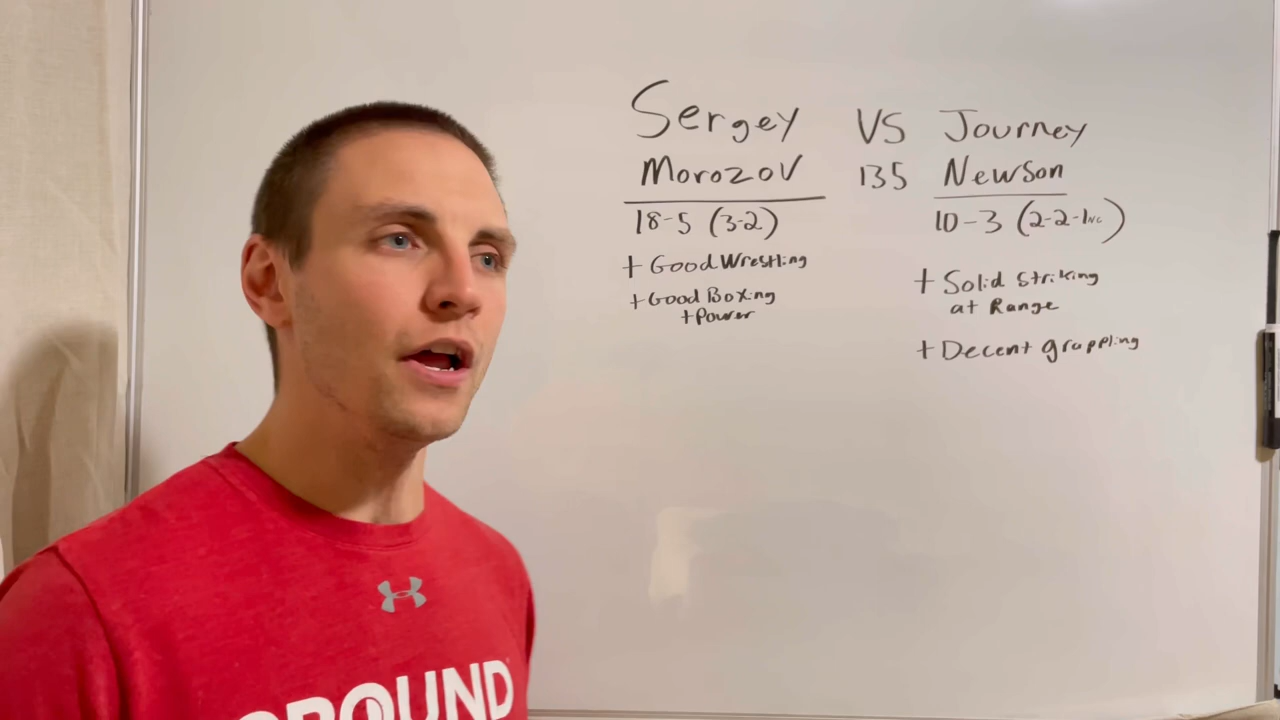 Sergey VS Journey
Morozov 135 Newson
18-5 (3-2)
10-3 (2-2-1NC)
+ Good Wrestling
+ Good Boxing
+ Power
+ Solid Striking
at Range
+ Decent grappling